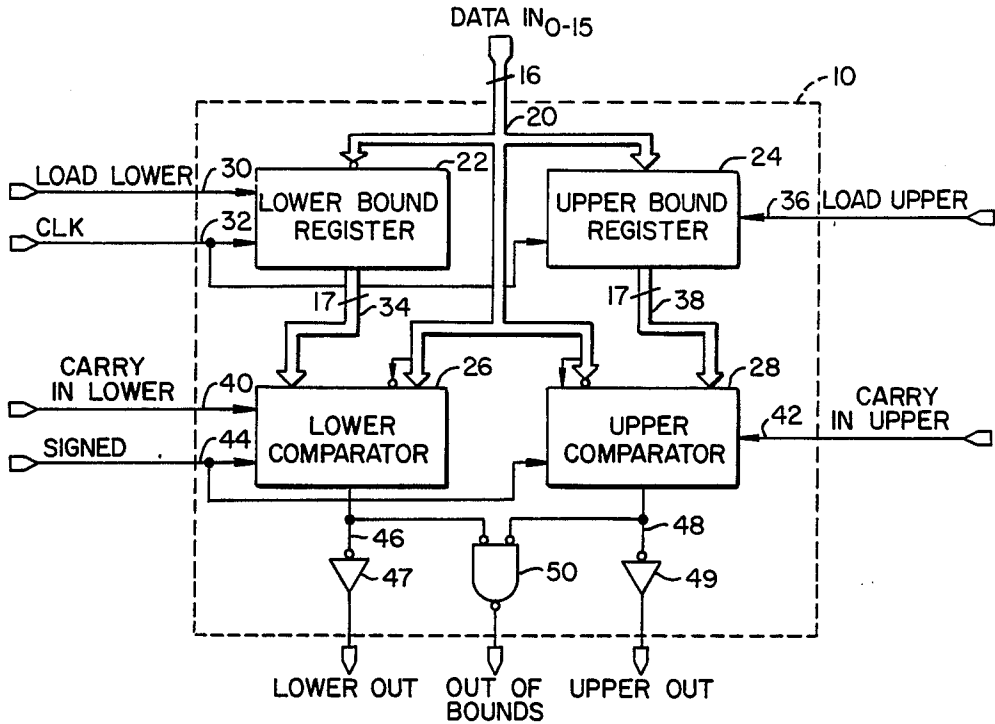 DATA IN0-15
16
10
20
22
24
LOAD LOWER
30
LOWER BOUND
REGISTER
UPPER BOUND
REGISTER
36
LOAD UPPER
CLK
32
17
34
17
38
CARRY
IN LOWER
40
26
28
CARRY
IN UPPER
42
LOWER
COMPARATOR
UPPER
COMPARATOR
SIGNED
44
46
48
47
50
49
LOWER OUT
OUT OF
BOUNDS
UPPER OUT